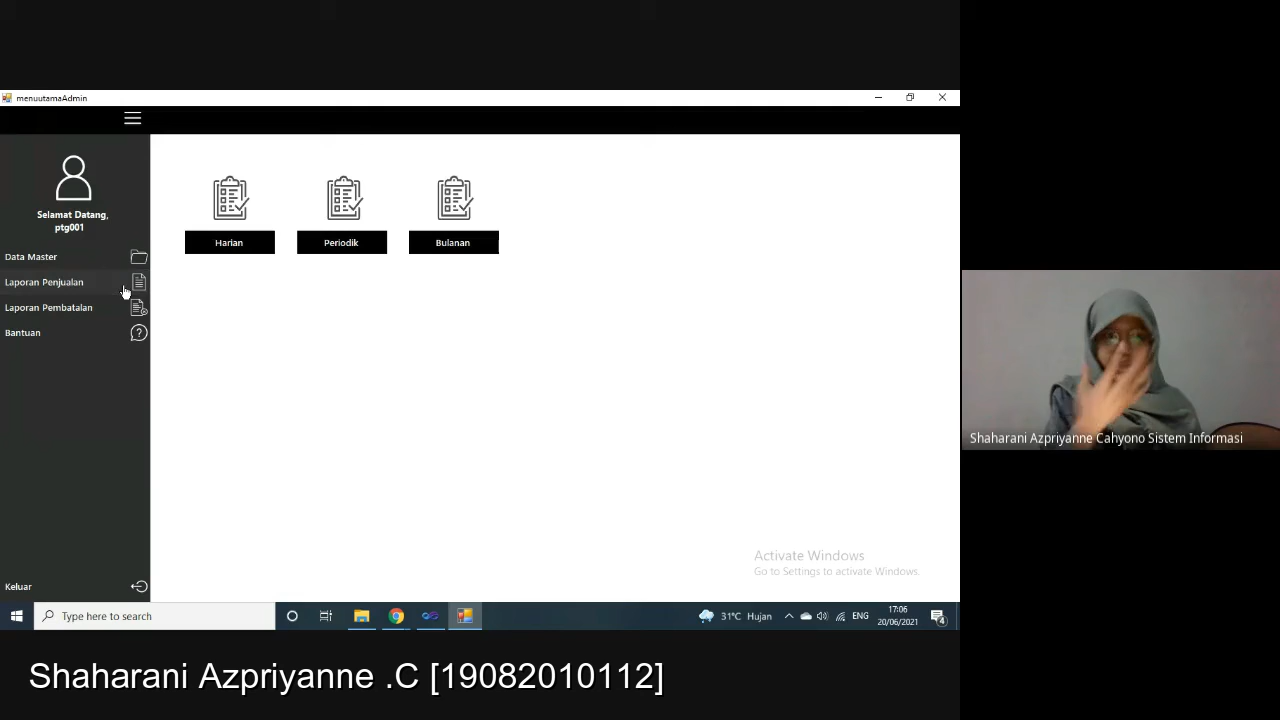 menuutamaAdmin
Selamat Datang,
ptg001
Data Master
Laporan Penjualan
Laporan Pembatalan
Bantuan
Keluar
Harian
Periodik
Bulanan
Activate Windows
Go to Settings to activate Windows.
Type here to search
31°C Hujan
ENG
17:06
20/06/2021
4
Shaharani Azpriyanne Cahyono Sistem Informasi
Shaharani Azpriyanne .C [19082010112]